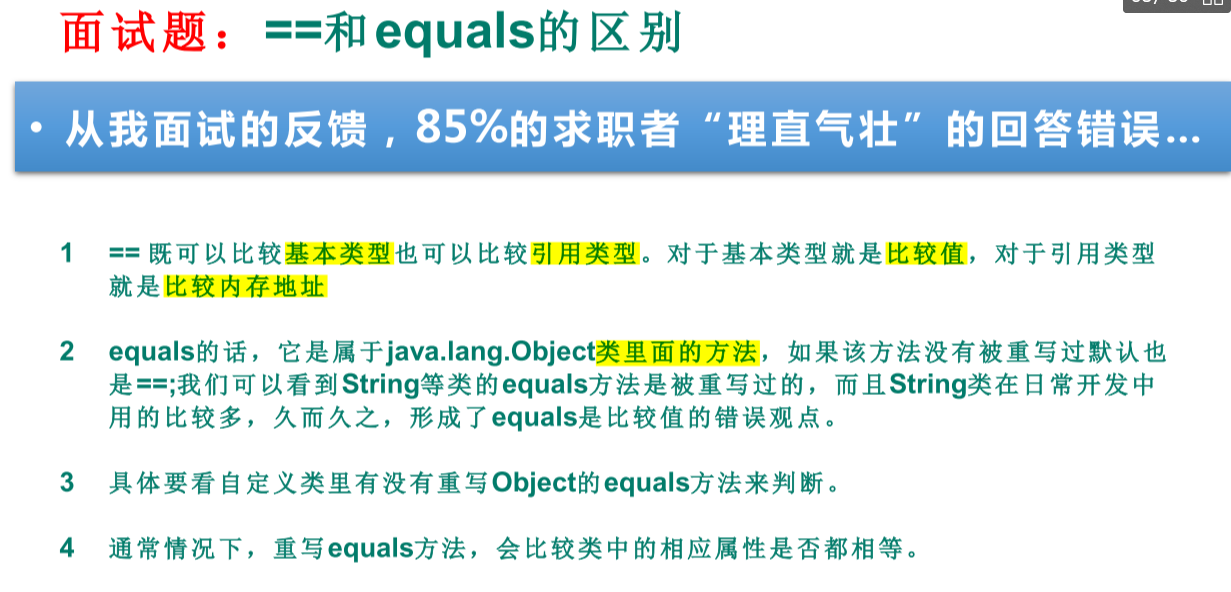 面试题：==和equals的区别
• 从我面试的反馈，85%的求职者“理直气壮”的回答错误...
1 == 既可以比较基本类型也可以比较引用类型。对于基本类型就是比较值，对于引用类型
就是比较内存地址
2 equals的话，它是属于java.lang.Object类里面的方法，如果该方法没有被重写过默认也
是==;我们可以看到String等类的equals方法是被重写过的，而且String类在日常开发中
用的比较多，久而久之，形成了equals是比较值的错误观点。
3 具体要看自定义类里有没有重写Object的equals方法来判断。
4 通常情况下，重写equals方法，会比较类中的相应属性是否都相等。